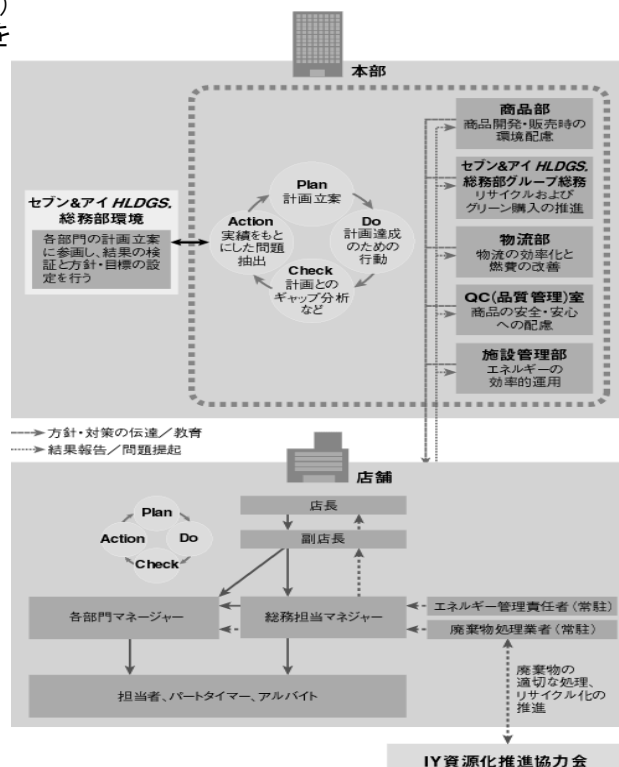 を
本部
商品部
商品開発・販売時の
環境配慮
セブン&アイ HLDGS.
総務部グループ総務
リサイクルおよび
グリーン購入の推進
物流部
物流の効率化と
燃費の改善
QC(品質管理)室
商品の安全・安心
への配慮
施設管理部
エネルギーの
効率的運用
Plan
計画立案
Do
計画達成
のための
行動
Check
計画との
ギャップ分析
など
Action
実績をもと
にした問題
抽出
セブン&アイ HLDGS.
総務部環境
各部門の計画立案
に参画し、結果の検
証と方針・目標の設
定を行う
方針・対策の伝達／教育
結果報告／問題提起
店舗
Plan
Do
Check
Action
店長
副店長
各部門マネージャー
総務担当マネジャー
エネルギー管理責任者（常駐）
廃棄物処理業者（常駐）
担当者、パートタイマー、アルバイト
廃棄物の
適切な処理、
リサイクル化の
推進
IY資源化推進協力会